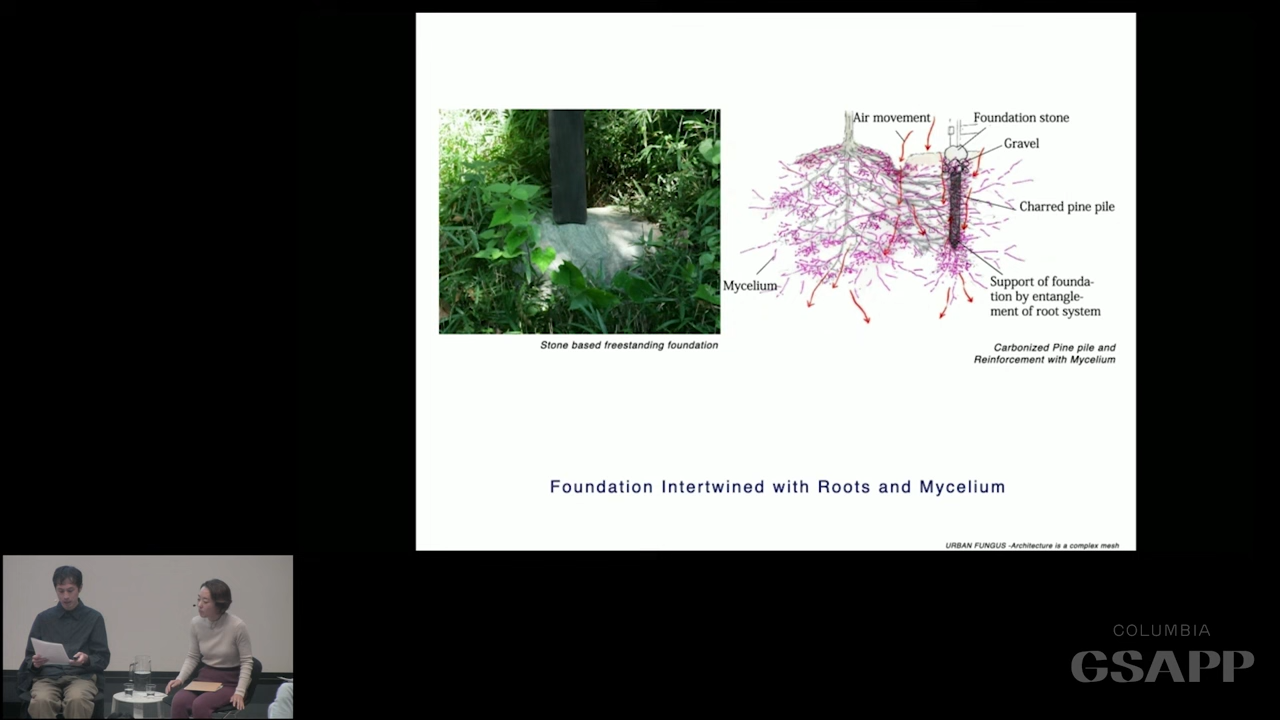 Air movement
Foundation stone
Gravel
Charred pine pile
Mycelium
Support of founda-
tion by entangle-
ment of root system
Stone based freestanding foundation
Carbonized Pine pile and
Reinforcement with Mycelium
Foundation Intertwined with Roots and Mycelium
URBAN FUNGUS -Architecture is a complex mesh
COLUMBIA
GSAPP